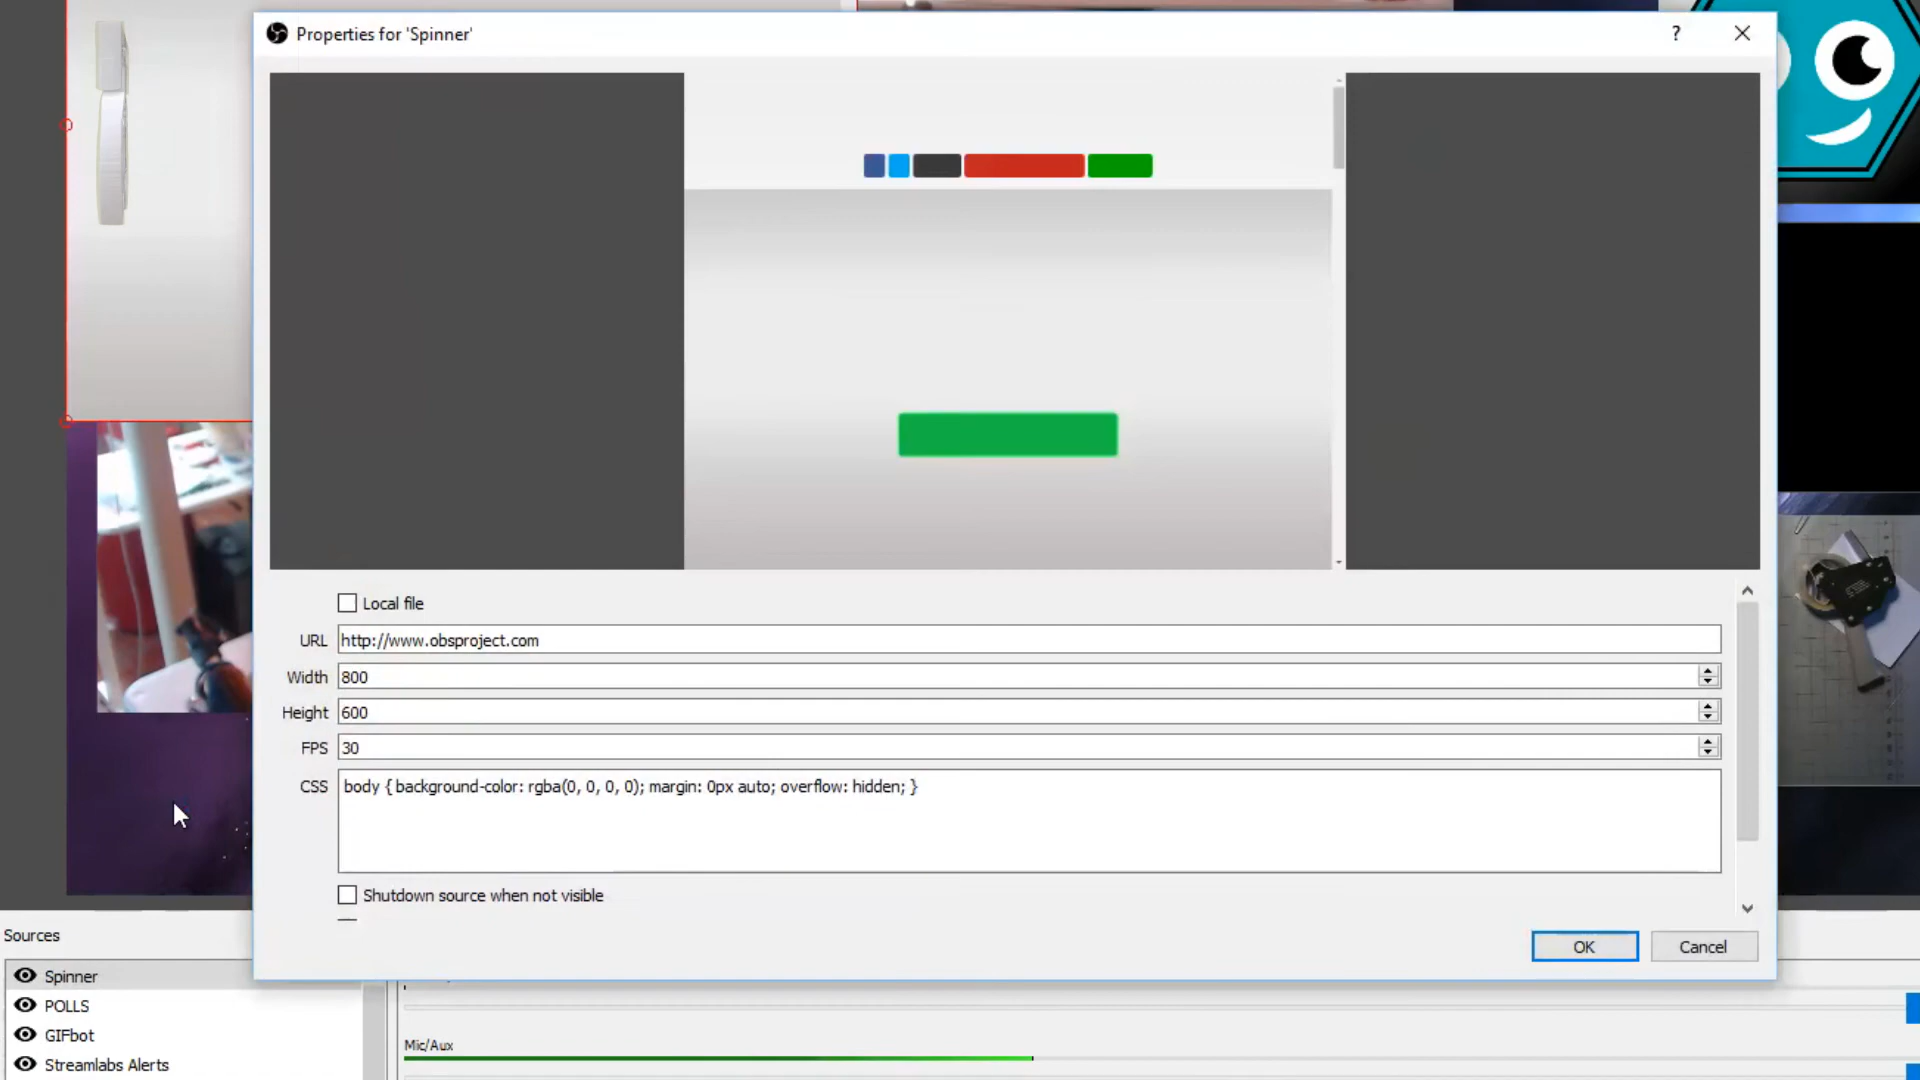 Properties for 'Spinner'
?
Local file
URL http://www.obsproject.com
Width 800
Height 600
FPS 30
CSS body { background-color: rgba(0, 0, 0, 0); margin: 0px auto; overflow: hidden; }
Shutdown source when not visible
OK Cancel
Sources
Spinner
POLLS
GIFbot
Streamlabs Alerts
Mic/Aux